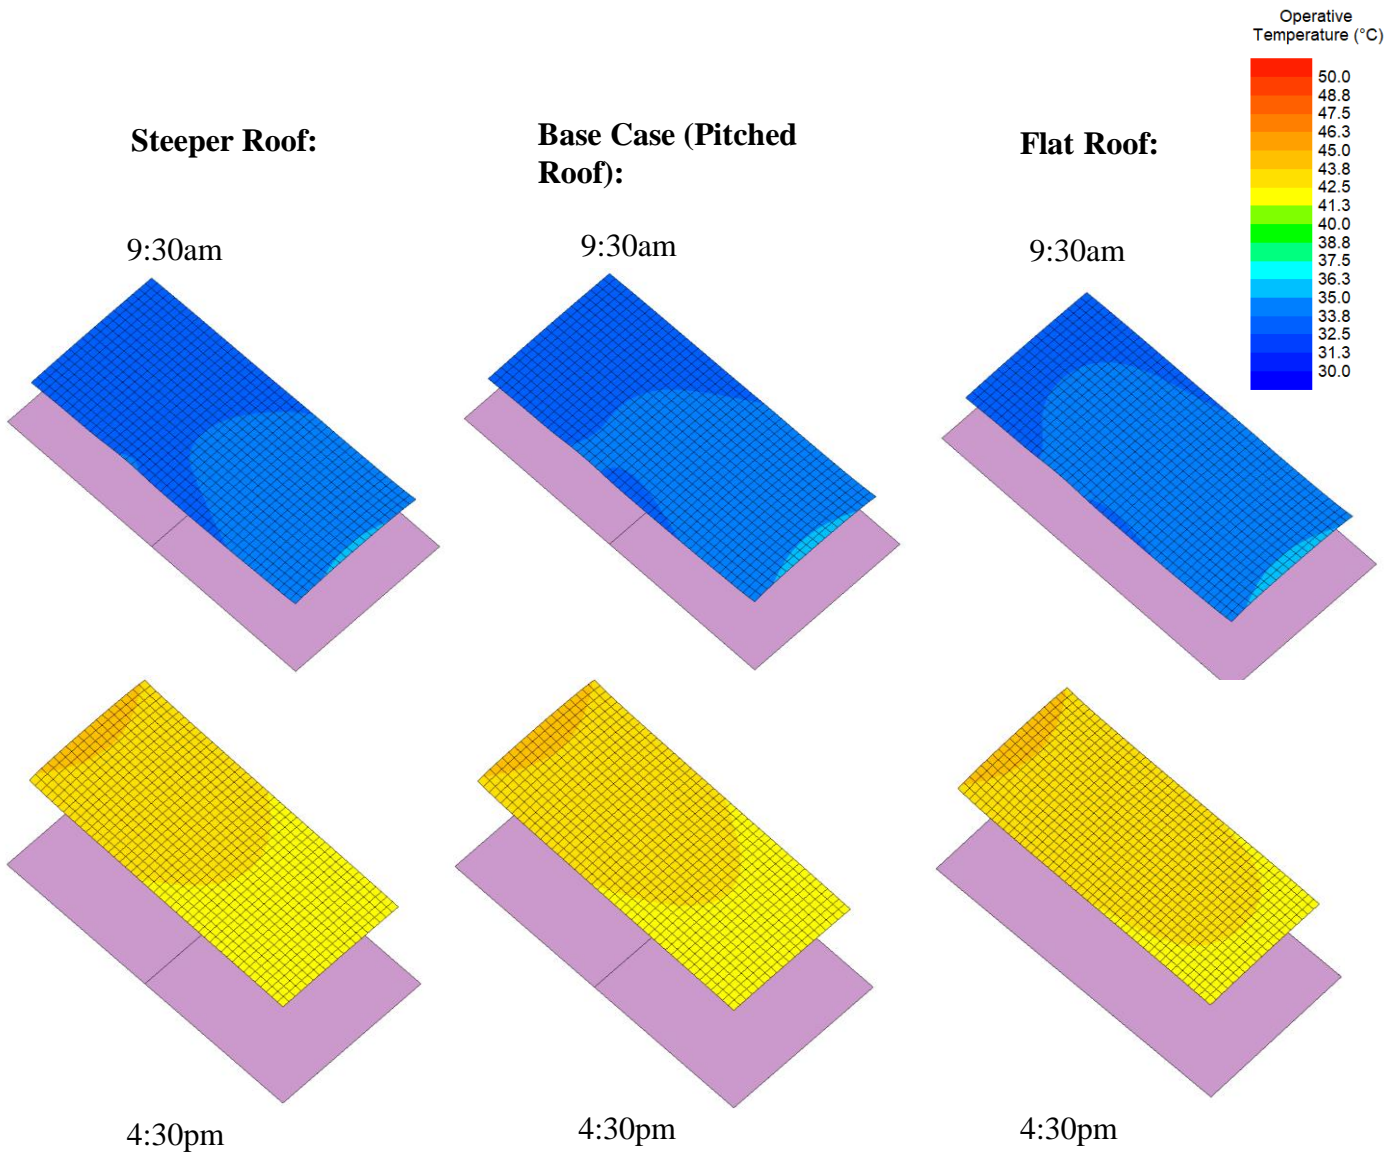 Operative
Temperature (°C)
50.0
48.8
47.5
46.3
45.0
43.8
42.5
41.3
40.0
38.8
37.5
36.3
35.0
33.8
32.5
31.3
30.0
Steeper Roof:
Base Case (Pitched
Roof):
Flat Roof:
9:30am
9:30am
9:30am
4:30pm
4:30pm
4:30pm